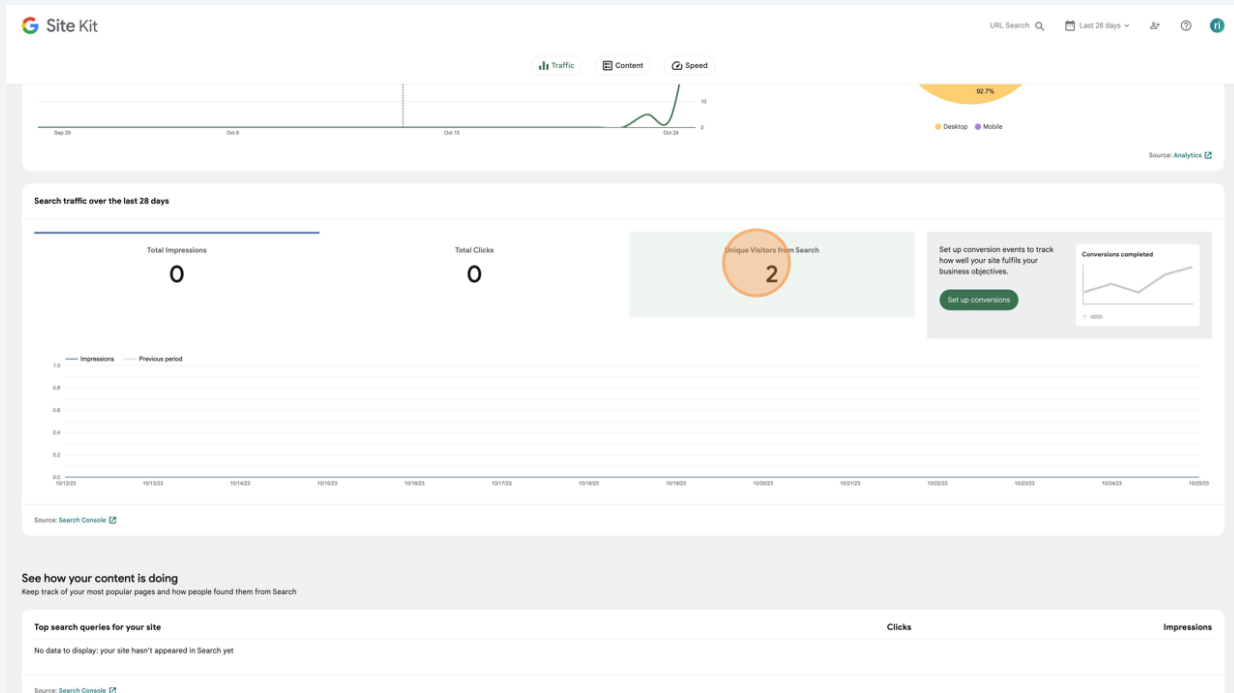 Site Kit
URL Search
Last 28 days
ri
Traffic
Content
Speed
10
0
Sep 29
Oct 6
Oct 15
Oct 24
92.7%
Desktop
Mobile
Source: Analytics
Search traffic over the last 28 days
Total Impressions
0
Total Clicks
0
Unique Visitors from Search
2
Set up conversion events to track
how well your site fulfils your
business objectives.
Set up conversions
Conversions completed
Impressions
Previous period
1.0
0.8
0.6
0.4
0.2
0.0
10/12/23
10/13/23
10/14/23
10/15/23
10/16/23
10/17/23
10/18/23
10/19/23
10/20/23
10/21/23
10/22/23
10/23/23
10/24/23
10/25/23
Source: Search Console
See how your content is doing
Keep track of your most popular pages and how people found them from Search
Top search queries for your site
Clicks
Impressions
No data to display: your site hasn't appeared in Search yet
Source: Search Console